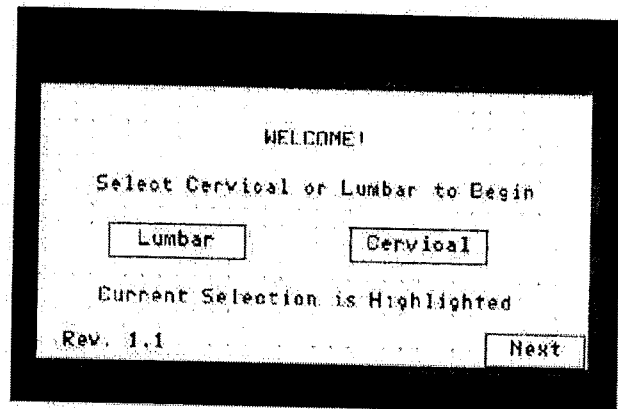 WELCOME!
Select Cervical or Lumbar to Begin
Lumbar
Cervical
Current Selection is Highlighted
Rev. 1.1
Next